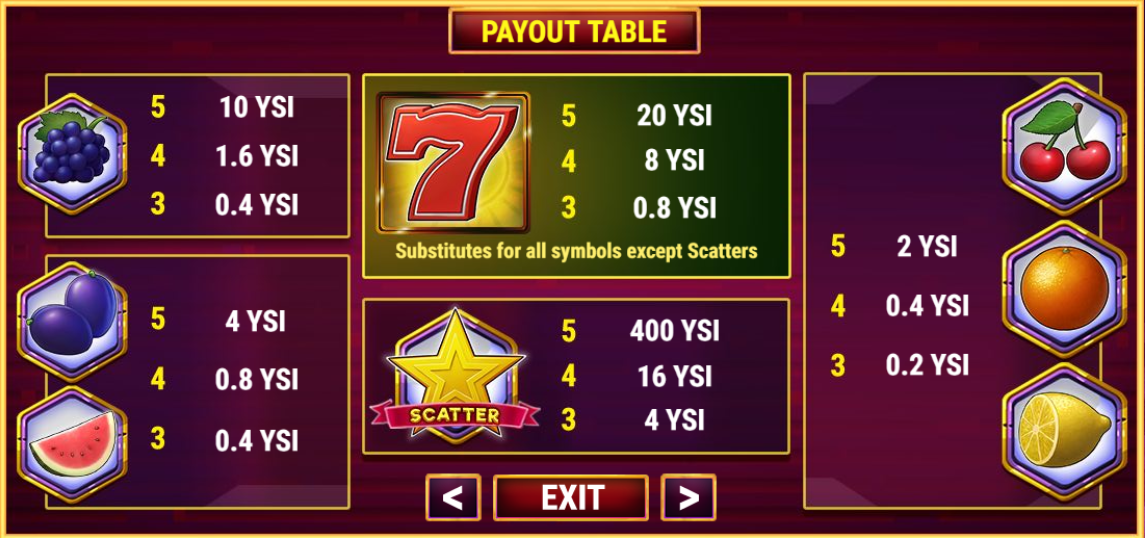 PAYOUT TABLE
5 10 YSI
4 1.6 YSI
3 0.4 YSI
5 4 YSI
4 0.8 YSI
3 0.4 YSI
7
5 20 YSI
4 8 YSI
3 0.8 YSI
Substitutes for all symbols except Scatters
SCATTER
5 400 YSI
4 16 YSI
3 4 YSI
5 2 YSI
4 0.4 YSI
3 0.2 YSI
< EXIT >